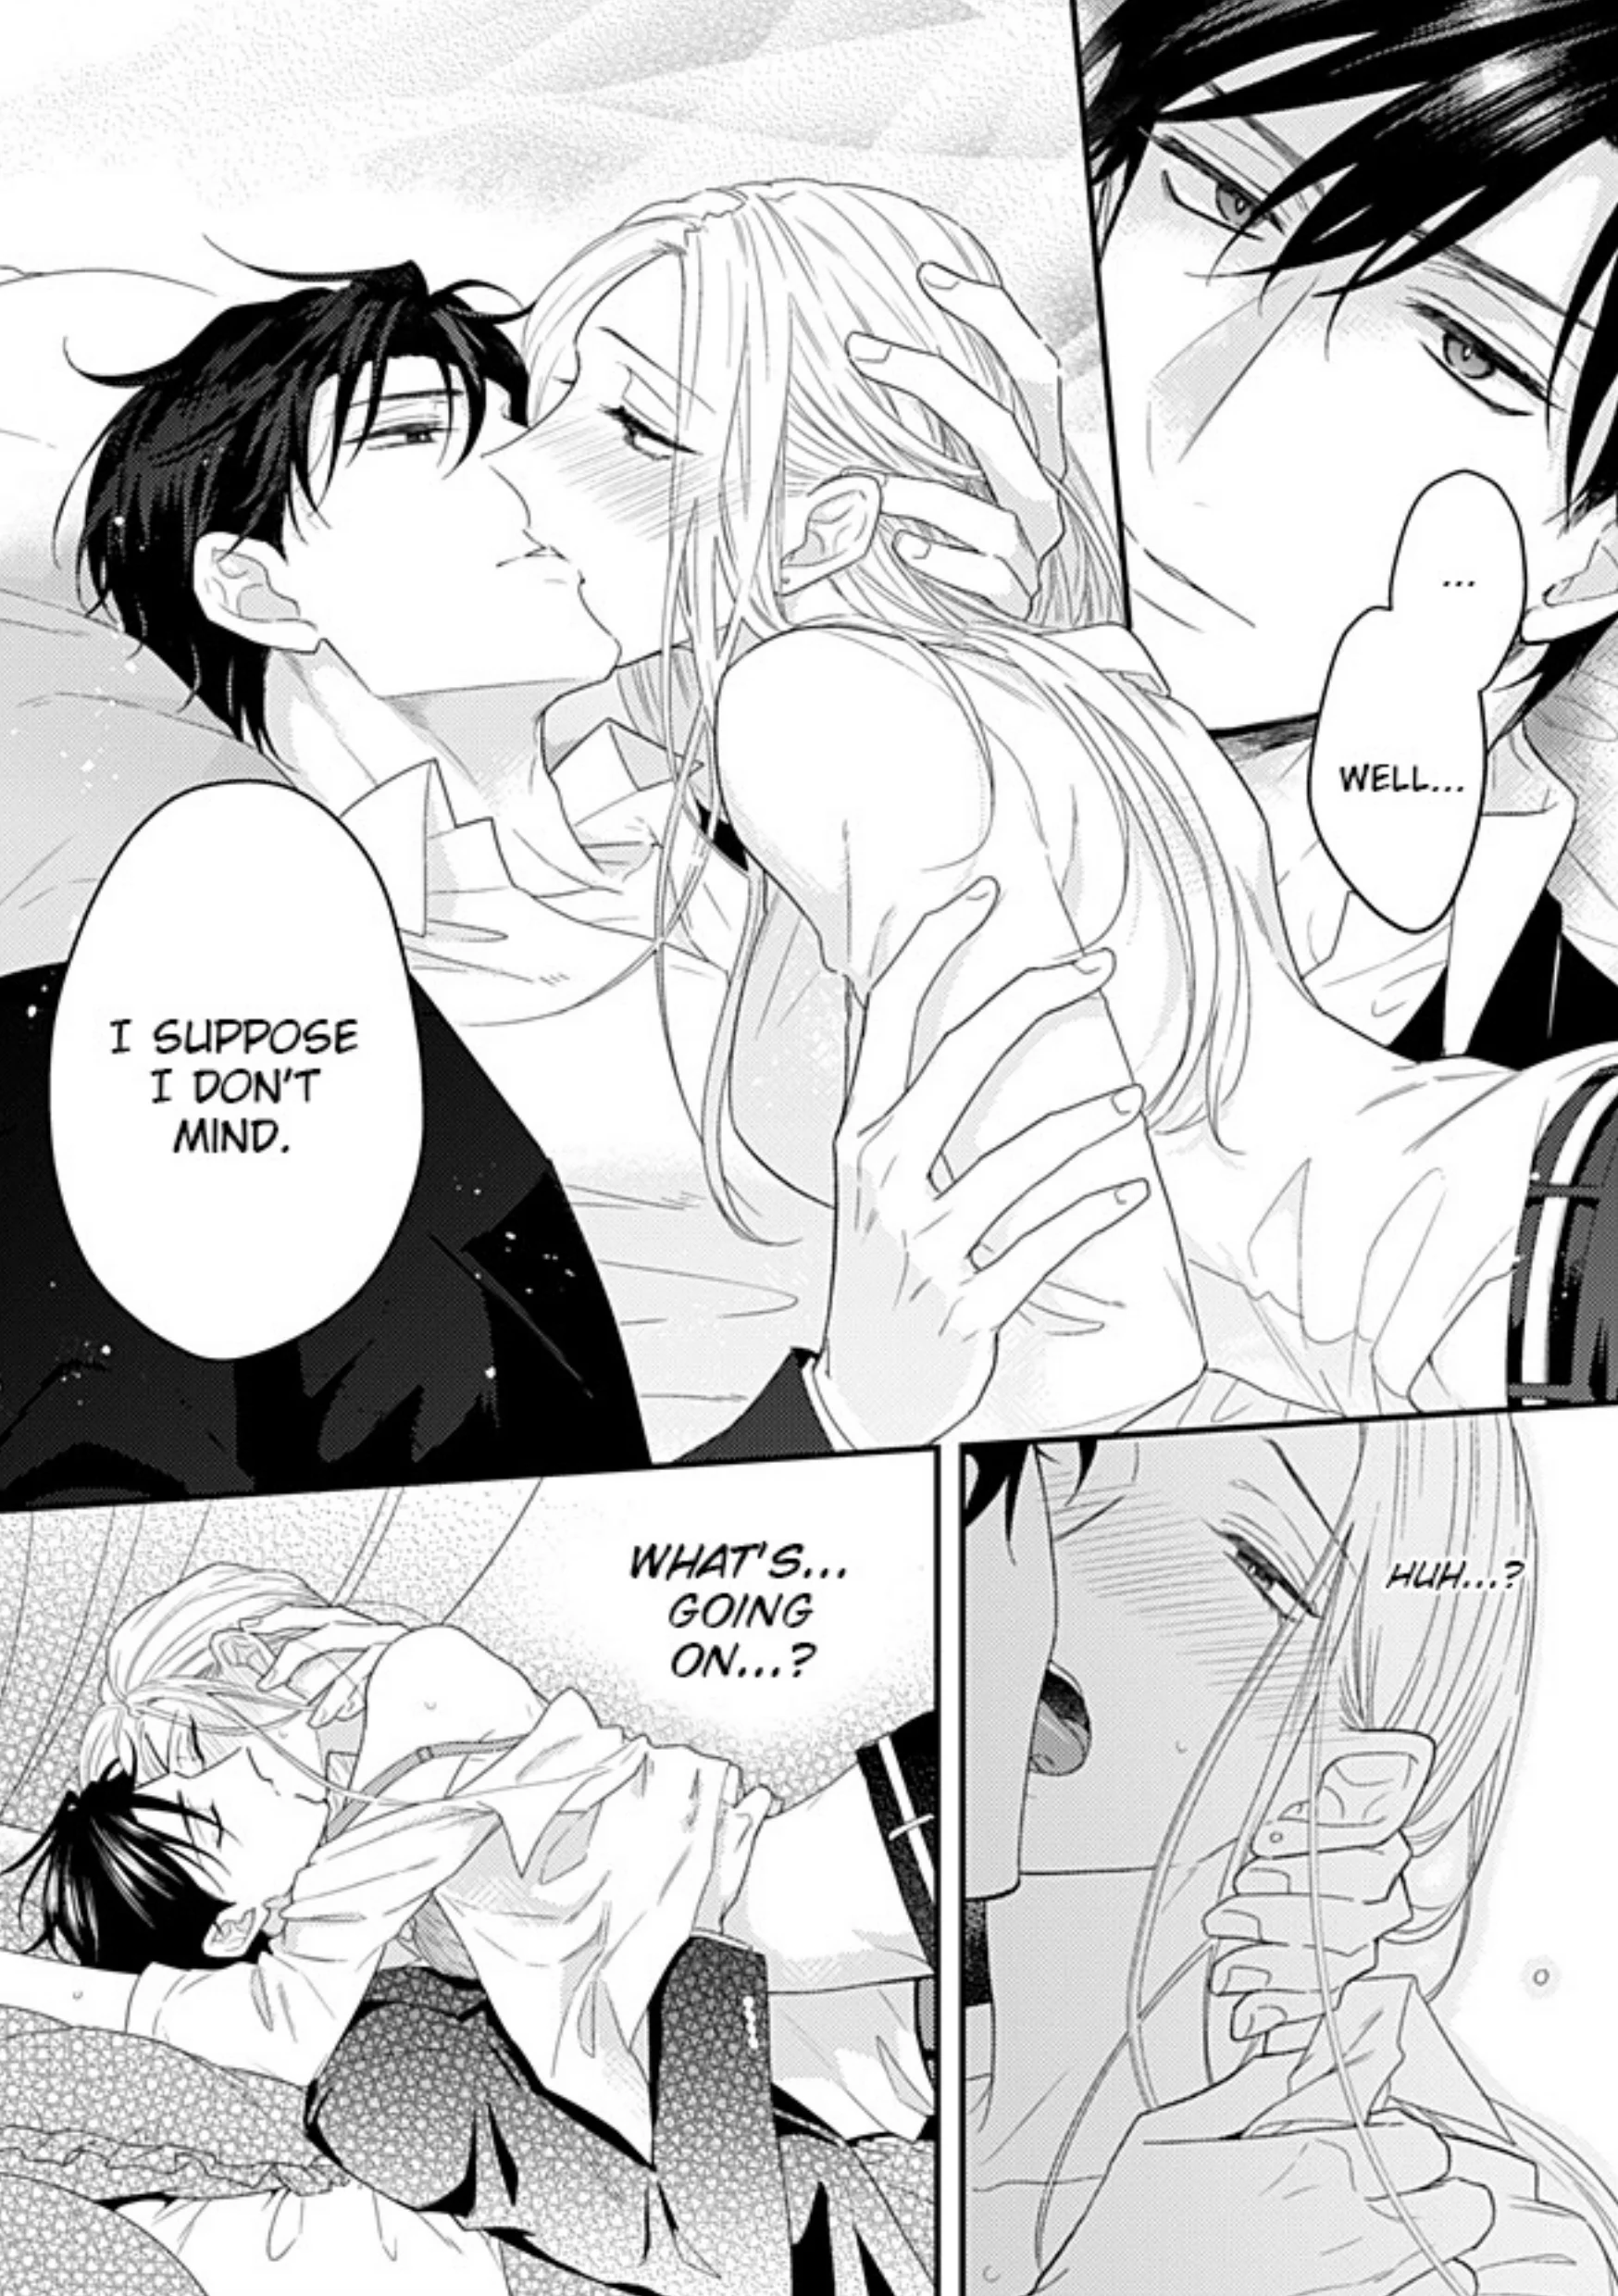 ...
WELL...
I SUPPOSE
I DON'T
MIND.
HUH...?
WHAT'S...
GOING
ON...?